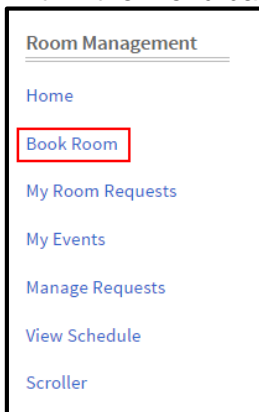 Room Management
Home
Book Room
My Room Requests
My Events
Manage Requests
View Schedule
Scroller